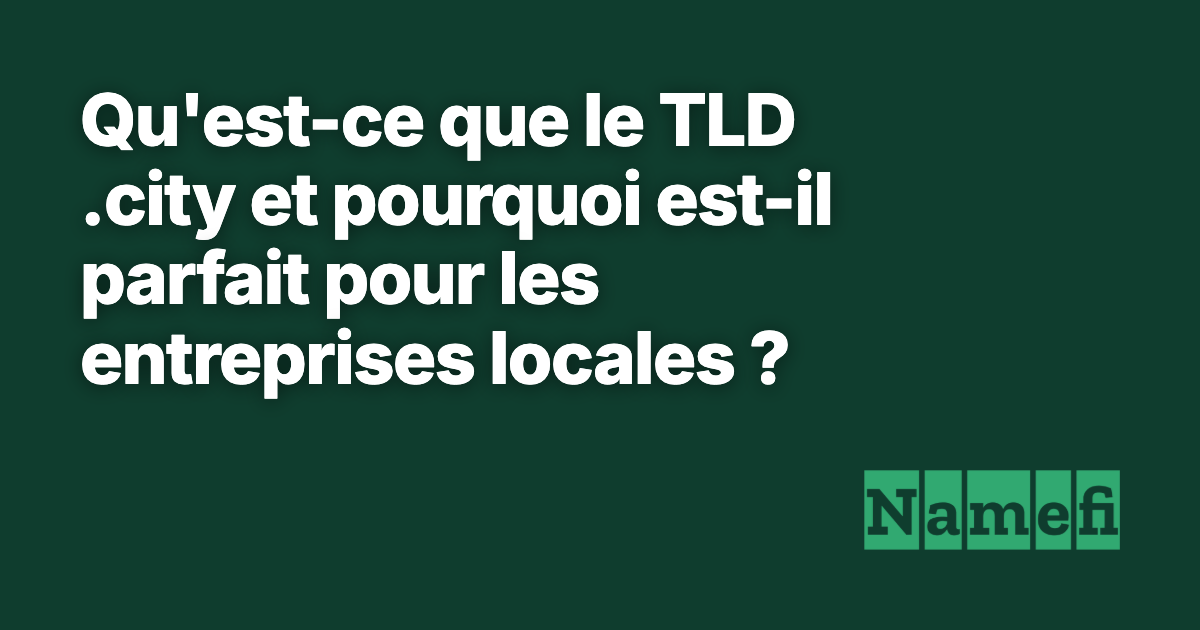 Qu'est-ce que le TLD
.city et pourquoi est-il
parfait pour les
entreprises locales ?
Namefi